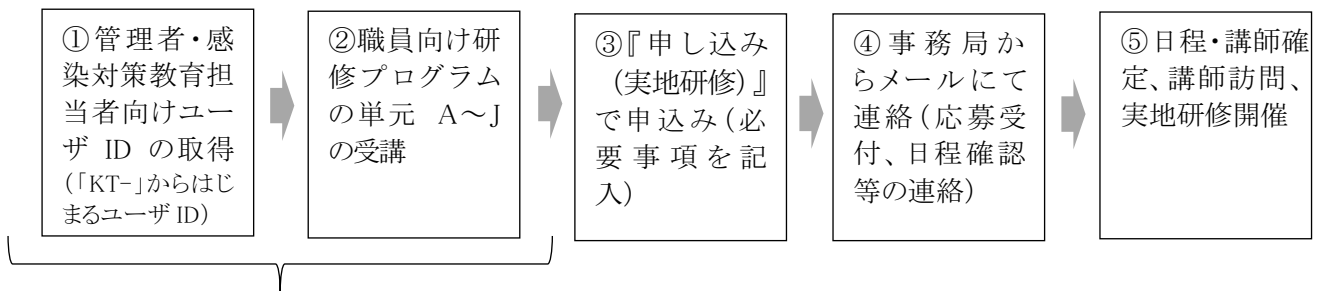 ①管理者・感
染対策教育担
当者向けユー
ザ ID の取得
(「KT-」からはじ
まるユーザ ID)
②職員向け研
修プログラム
の単元 A～J
の受講
③『申し込み
(実地研修)』
で申込み(必
要事項を記
入)
④事務局か
らメールにて
連絡(応募受
付、日程確認
等の連絡)
⑤日程・講師確
定、講師訪問、
実地研修開催